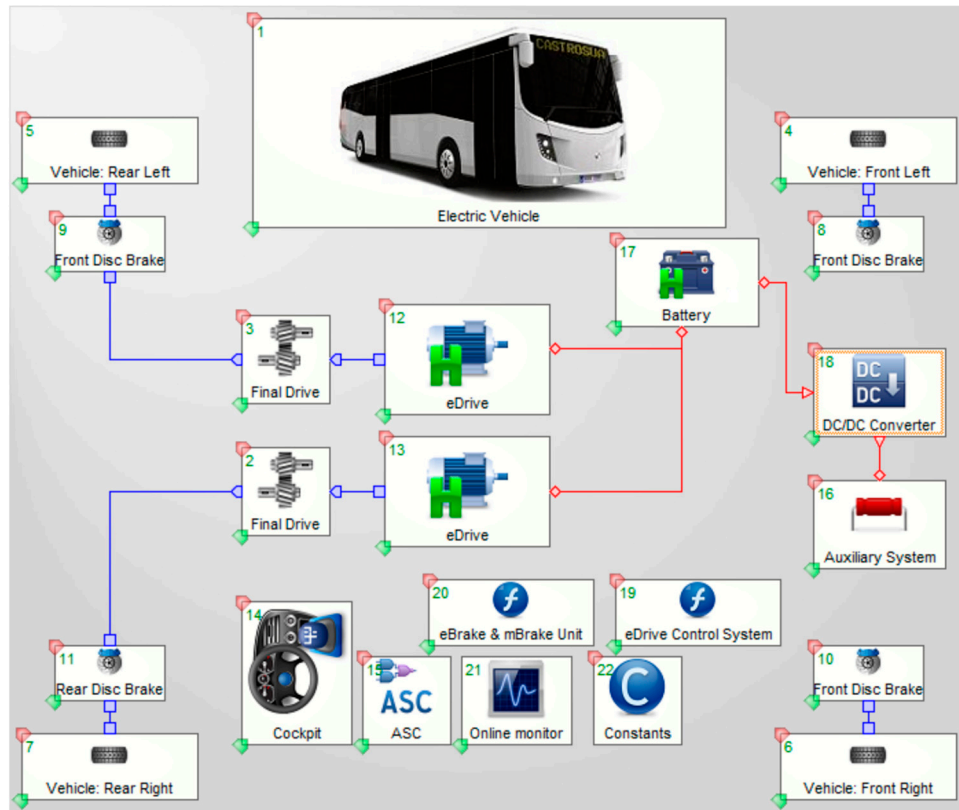 1
CASTROSUA
Electric Vehicle
5
Vehicle: Rear Left
4
Vehicle: Front Left
9
Front Disc Brake
8
Front Disc Brake
17
Battery
3
Final Drive
12
eDrive
18
DC
DC
DC/DC Converter
2
Final Drive
13
eDrive
16
Auxiliary System
20
eBrake & mBrake Unit
19
eDrive Control System
14
Cockpit
15
ASC
ASC
21
Online monitor
22
C
Constants
11
Rear Disc Brake
10
Front Disc Brake
7
Vehicle: Rear Right
6
Vehicle: Front Right